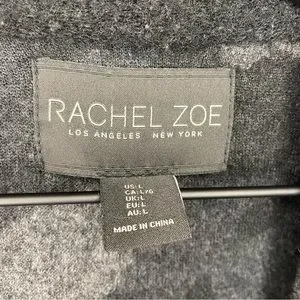 RACHEL ZOE
LOS ANGELES NEW YORK
US: L
CA: L/G
UK: L
EU: L
AU: L
MADE IN CHINA